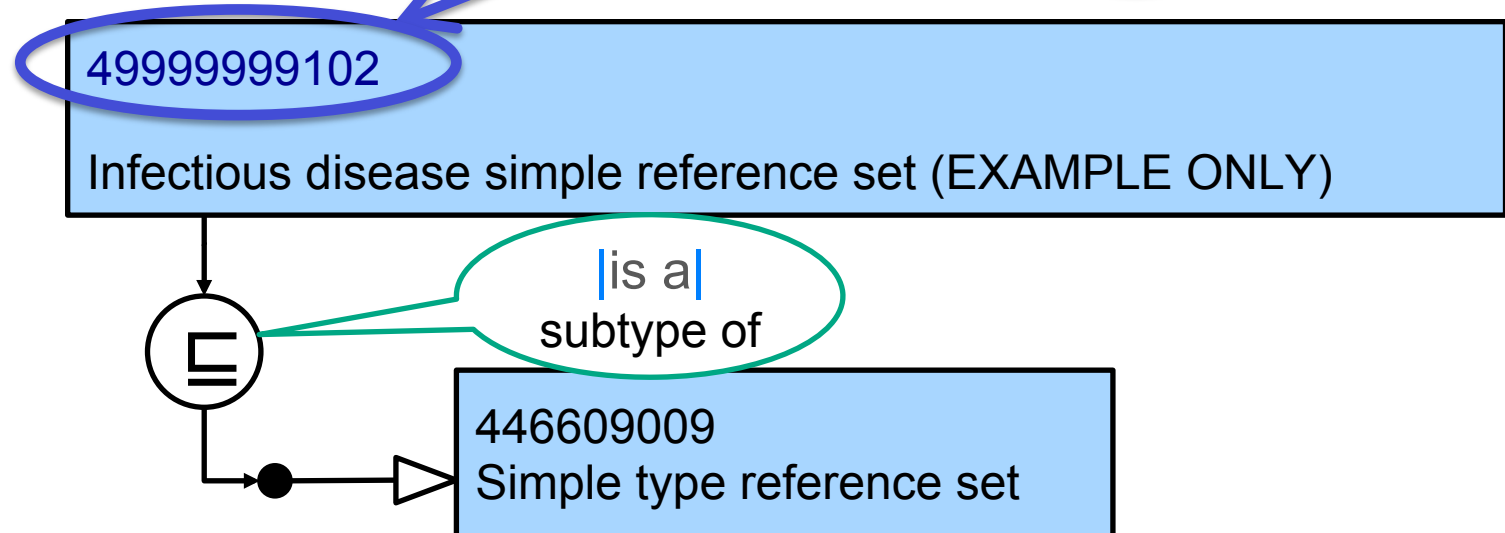 49999999102
Infectious disease simple reference set (EXAMPLE ONLY)
|is a|
subtype of
⊑
446609009
Simple type reference set